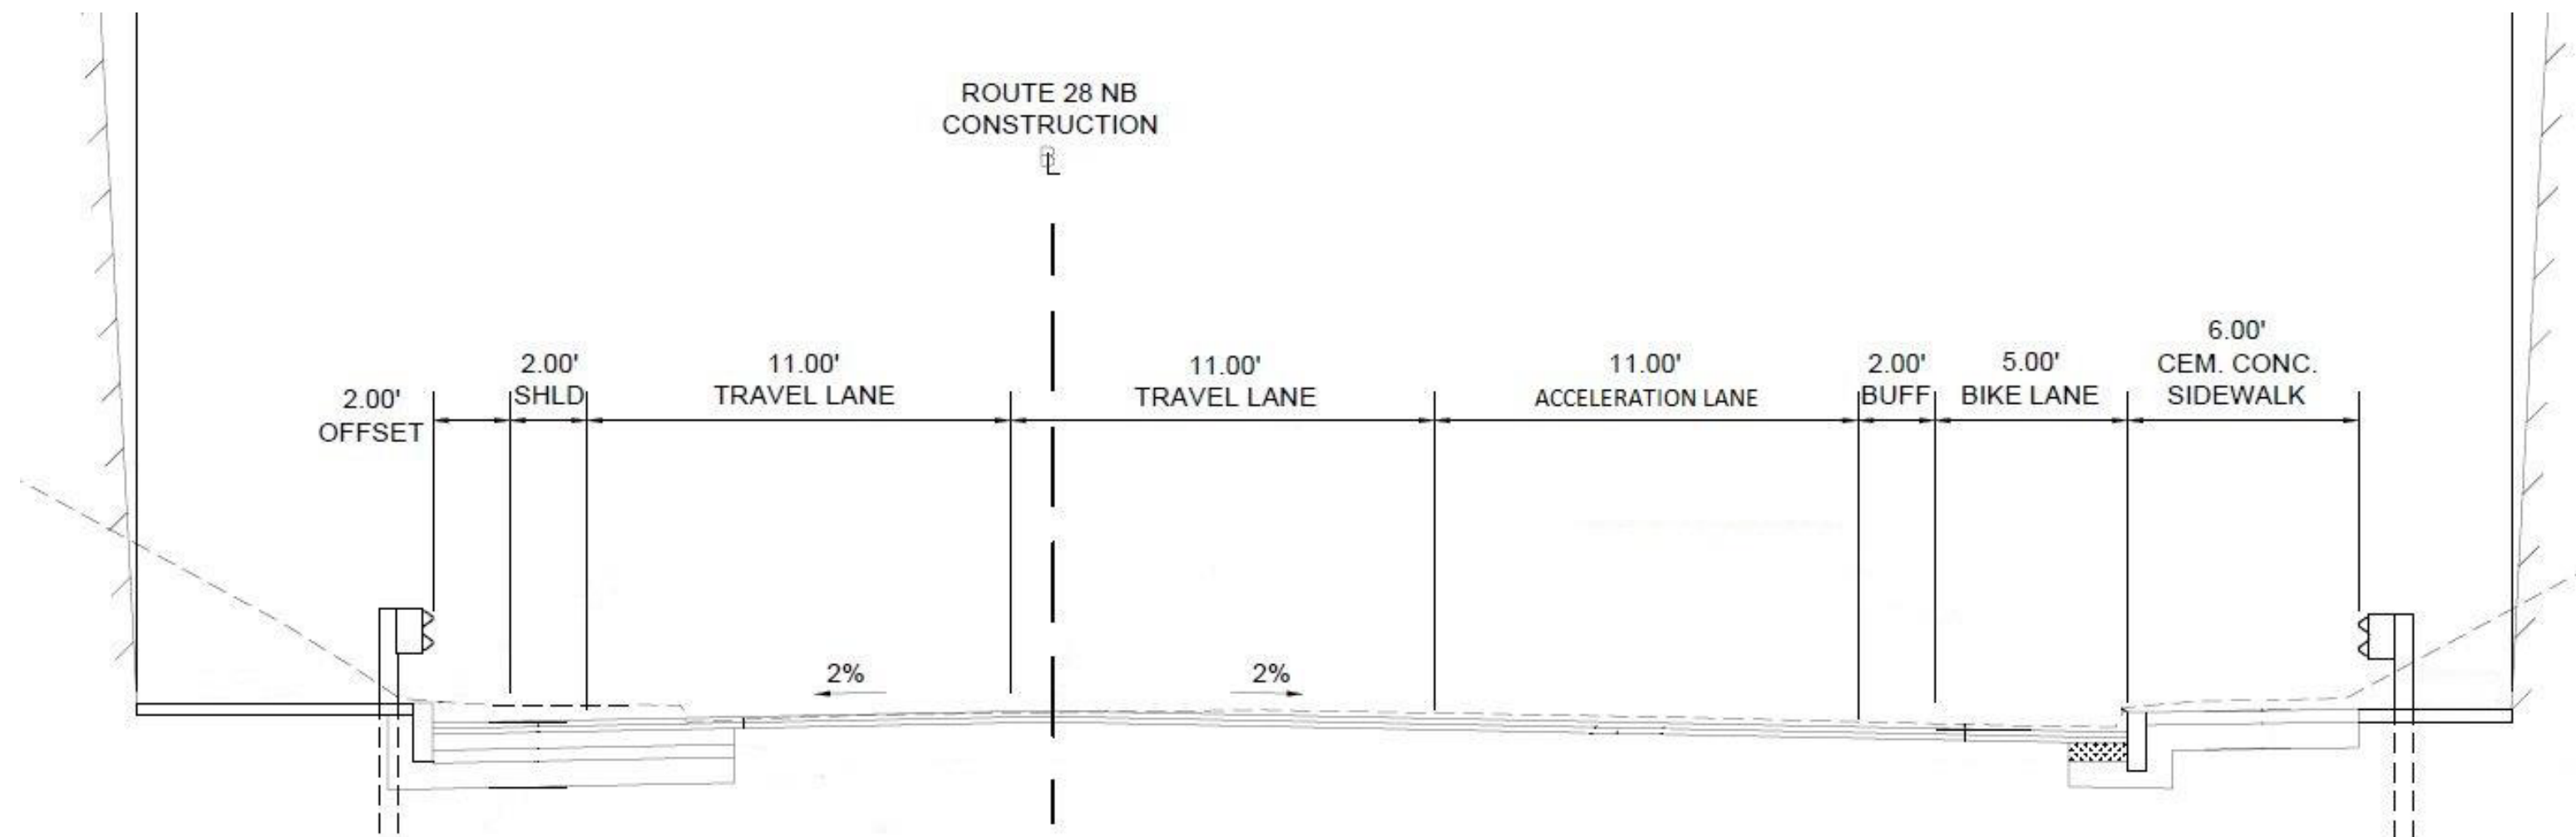 ROUTE 28 NB
CONSTRUCTION
BL
2.00'
OFFSET
2.00'
SHLD
11.00'
TRAVEL LANE
11.00'
TRAVEL LANE
11.00'
ACCELERATION LANE
2.00'
BUFF
5.00'
BIKE LANE
6.00'
CEM. CONC.
SIDEWALK
2%
2%